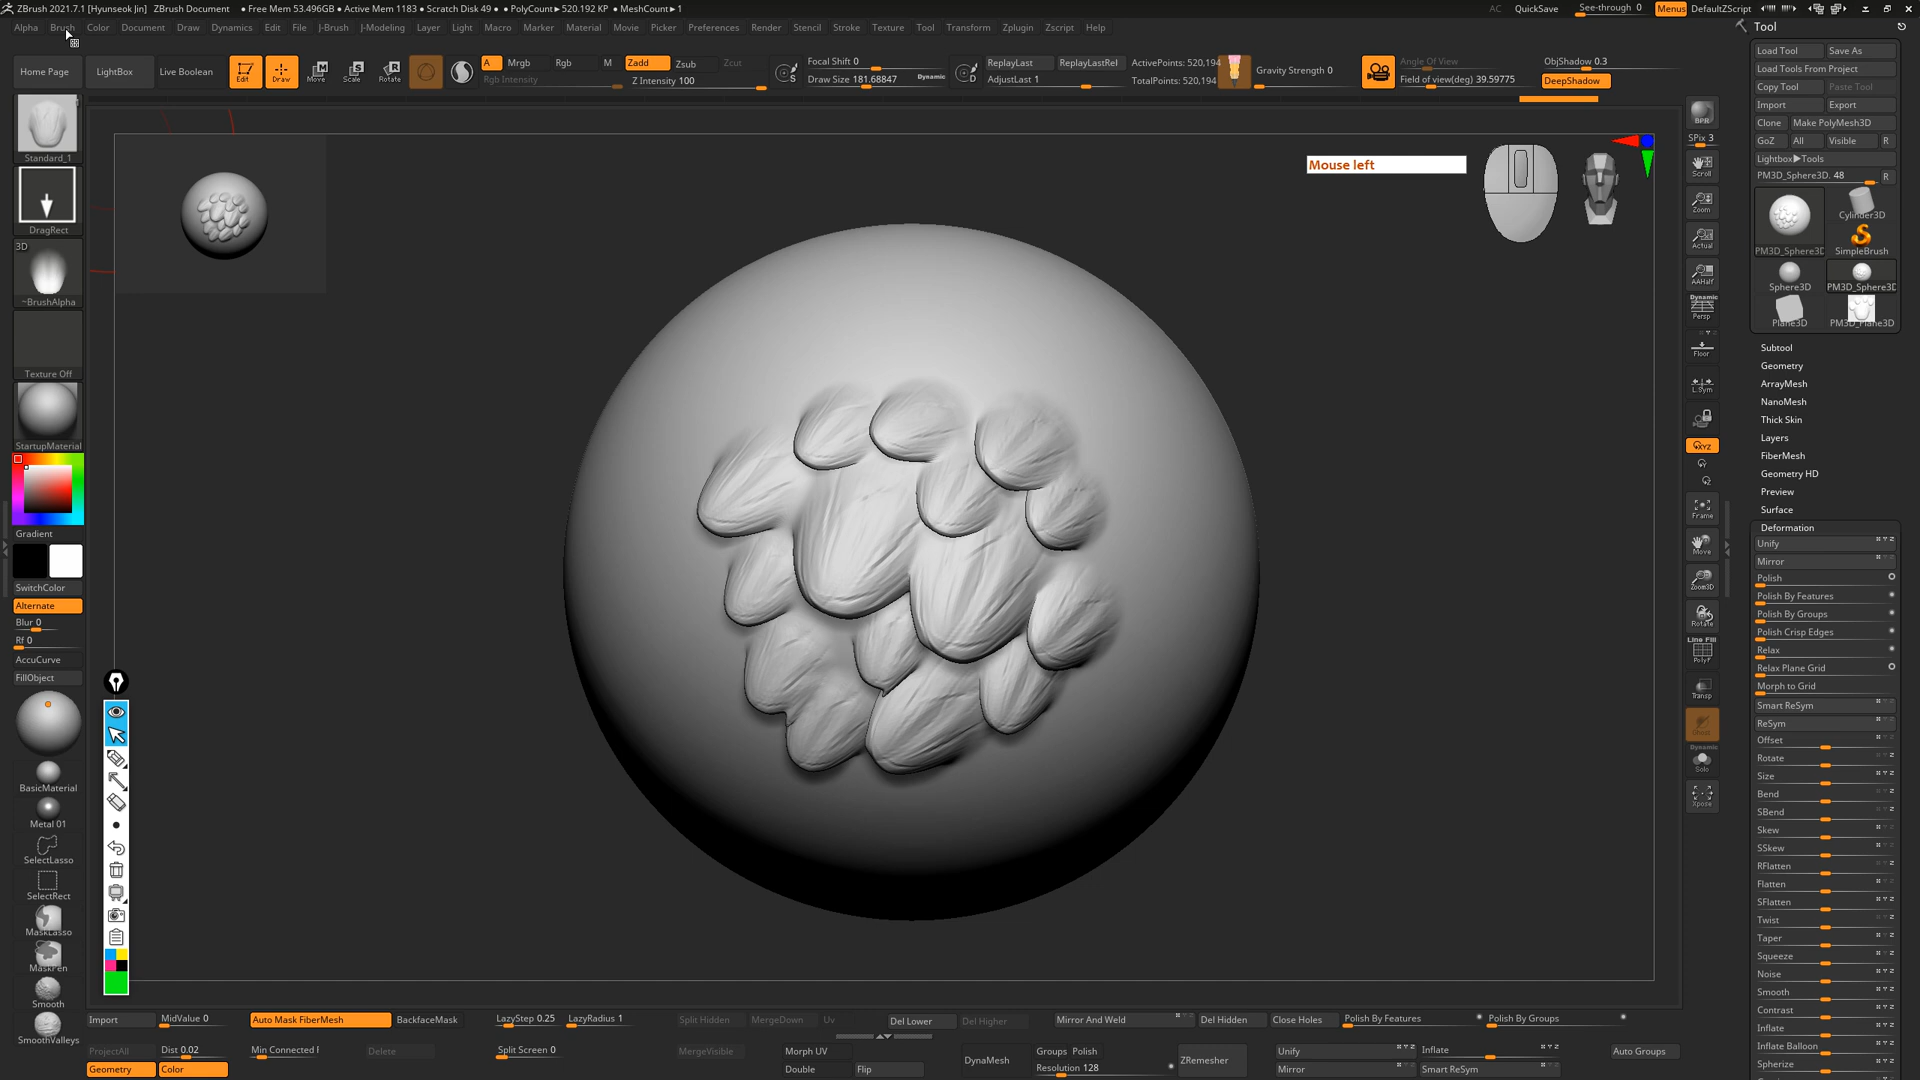 ZBrush 2021.7.1 [Hyunseok Jin] ZBrush Document • Free Mem 53.496GB • Active Mem 1183 • Scratch Disk 49 • PolyCount▸520.192 KP • MeshCount▸1 AC QuickSave See-through 0 Menus DefaultZScript
Alpha Brush Color Document Draw Dynamics Edit File J-Brush J-Modeling Layer Light Macro Marker Material Movie Picker Preferences Render Stencil Stroke Texture Tool Transform Zplugin Zscript Help
Home Page LightBox Live Boolean Edit Draw Move Scale Rotate A Mrgb Rgb M Zadd Zsub Zcut Focal Shift 0 ReplayLast ReplayLastRel ActivePoints: 520,194 Gravity Strength 0 Angle Of View ObjShadow 0.3
Rgb Intensity Z Intensity 100 Draw Size 181.68847 Dynamic AdjustLast 1 TotalPoints: 520,194 Field of view(deg) 39.59775 DeepShadow
S
D
Standard_1
DragRect
3D
~BrushAlpha
Texture Off
StartupMaterial
Gradient
SwitchColor
Alternate
Blur 0
Rf 0
AccuCurve
FillObject
BasicMaterial
Metal 01
SelectLasso
SelectRect
MaskLasso
MaskPen
Smooth
SmoothValleys
Mouse left
BPR
SPix 3
Scroll
Zoom
Actual
AAHalf
Dynamic
Persp
Floor
L.Sym
XYZ
Frame
Move
Zoom3D
Rotate
Line Fill
PolyF
Transp
Ghost
Dynamic
Solo
Xpose
Tool
Load Tool Save As
Load Tools From Project
Copy Tool Paste Tool
Import Export
Clone Make PolyMesh3D
GoZ All Visible R
Lightbox▸Tools
PM3D_Sphere3D. 48 R
Cylinder3D
PM3D_Sphere3D SimpleBrush
Sphere3D PM3D_Sphere3D
Plane3D PM3D_Plane3D
Subtool
Geometry
ArrayMesh
NanoMesh
Thick Skin
Layers
FiberMesh
Geometry HD
Preview
Surface
Deformation
Unify
Mirror
Polish
Polish By Features
Polish By Groups
Polish Crisp Edges
Relax
Relax Plane Grid
Morph to Grid
Smart ReSym
ReSym
Offset
Rotate
Size
Bend
SBend
Skew
SSkew
RFlatten
Flatten
SFlatten
Twist
Taper
Squeeze
Noise
Smooth
Contrast
Inflate
Inflate Balloon
Spherize
Import MidValue 0 Auto Mask FiberMesh BackfaceMask LazyStep 0.25 LazyRadius 1 Split Hidden MergeDown Uv Del Lower Del Higher Mirror And Weld Del Hidden Close Holes Polish By Features Polish By Groups
ProjectAll Dist 0.02 Min Connected Delete Split Screen 0 MergeVisible Morph UV DynaMesh Groups Polish ZRemesher Unify Inflate Auto Groups
Geometry Color Double Flip Resolution 128 Mirror Smart ReSym